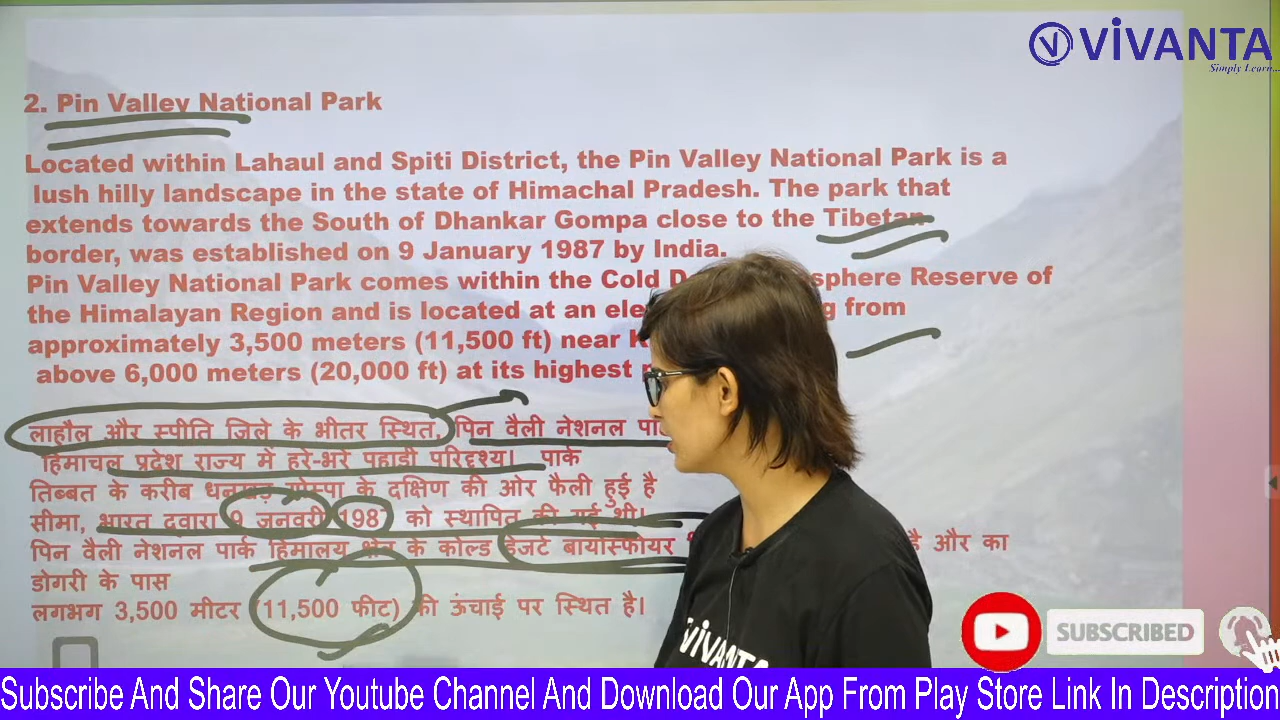 VİVANTA
Simply Learn...
2. Pin Valley National Park
Located within Lahaul and Spiti District, the Pin Valley National Park is a
lush hilly landscape in the state of Himachal Pradesh. The park that
extends towards the South of Dhankar Gompa close to the Tibetan
border, was established on 9 January 1987 by India.
Pin Valley National Park comes within the Cold sphere Reserve of
the Himalayan Region and is located at an from
approximately 3,500 meters (11,500 ft) near
above 6,000 meters (20,000 ft) at its highest
लाहौल और स्पीति जिले के भीतर स्थित, पिन वैली नेशनल
हिमाचल प्रदेश राज्य में हरे-भरे पहाड़ी परिदृश्य। पार्क
तिब्बत के करीब के दक्षिण की ओर फैली हुई है
सीमा, भारत द्वारा 9 जनवरी 1987 को स्थापित की गई थी।
पिन वैली नेशनल पार्क हिमालय क्षेत्र के कोल्ड डेजर्ट बायोस्फीयर है और का
डोगरी के पास
लगभग 3,500 मीटर (11,500 फीट) की ऊंचाई पर स्थित है।
VİVANTA
SUBSCRIBED
Subscribe And Share Our Youtube Channel And Download Our App From Play Store Link In Description